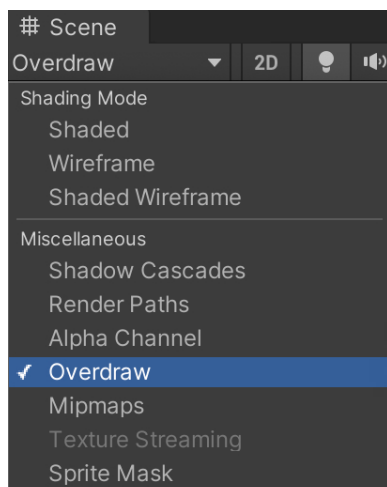 Scene
Overdraw 2D
Shading Mode
Shaded
Wireframe
Shaded Wireframe
Miscellaneous
Shadow Cascades
Render Paths
Alpha Channel
Overdraw
Mipmaps
Texture Streaming
Sprite Mask